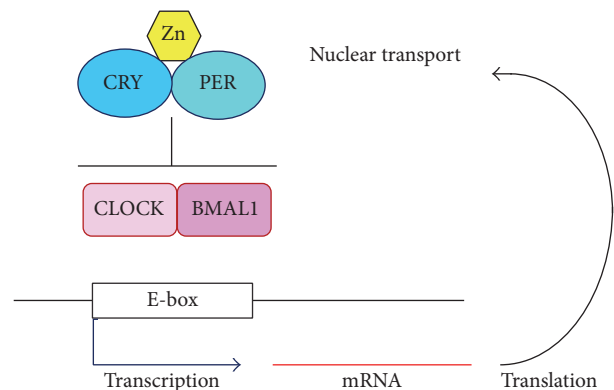 Zn
CRY PER
Nuclear transport
CLOCK BMAL1
E-box
Transcription mRNA Translation